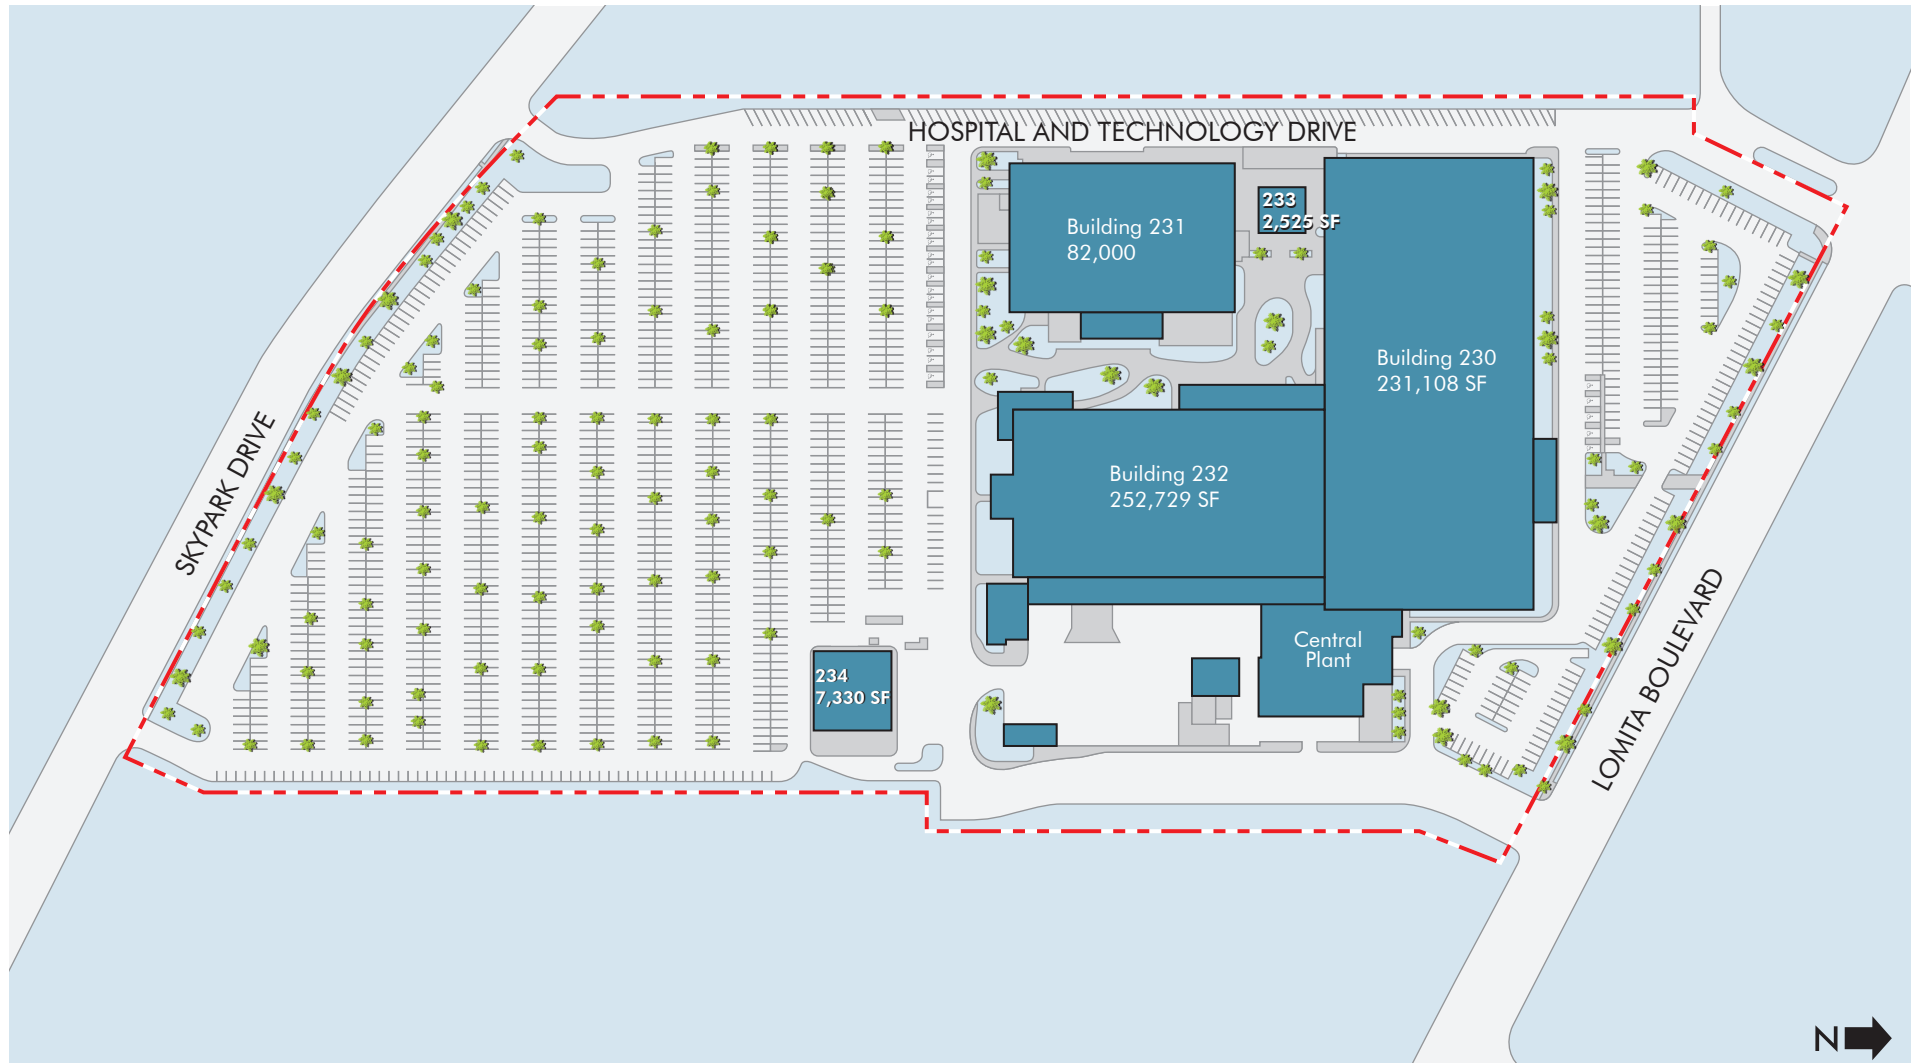 HOSPITAL AND TECHNOLOGY DRIVE
Building 231
82,000
233
2,525 SF
Building 230
231,108 SF
Building 232
252,729 SF
SKYPARK DRIVE
Central
Plant
234
7,330 SF
LOMITA BOULEVARD
N